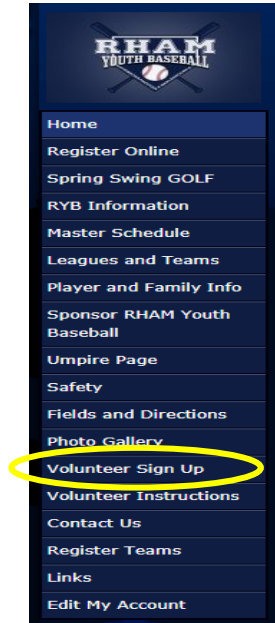 RHAM
YOUTH BASEBALL
Home
Register Online
Spring Swing GOLF
RYB Information
Master Schedule
Leagues and Teams
Player and Family Info
Sponsor RHAM Youth
Baseball
Umpire Page
Safety
Fields and Directions
Photo Gallery
Volunteer Sign Up
Volunteer Instructions
Contact Us
Register Teams
Links
Edit My Account